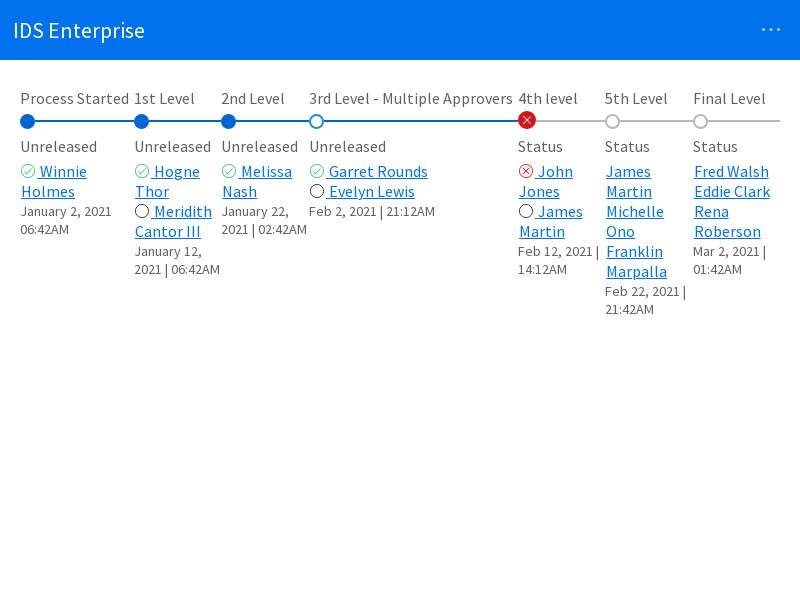 IDS Enterprise
Process Started
1st Level
2nd Level
3rd Level - Multiple Approvers
4th level
5th Level
Final Level
Unreleased
Winnie
Holmes
January 2, 2021
06:42AM
Unreleased
Hogne
Thor
Meridith
Cantor III
January 12,
2021 | 06:42AM
Unreleased
Melissa
Nash
January 22,
2021 | 02:42AM
Unreleased
Garret Rounds
Evelyn Lewis
Feb 2, 2021 | 21:12AM
Status
John
Jones
James
Martin
Feb 12, 2021 |
14:12AM
Status
James
Martin
Michelle
Ono
Franklin
Marpalla
Feb 22, 2021 |
21:42AM
Status
Fred Walsh
Eddie Clark
Rena
Roberson
Mar 2, 2021 |
01:42AM